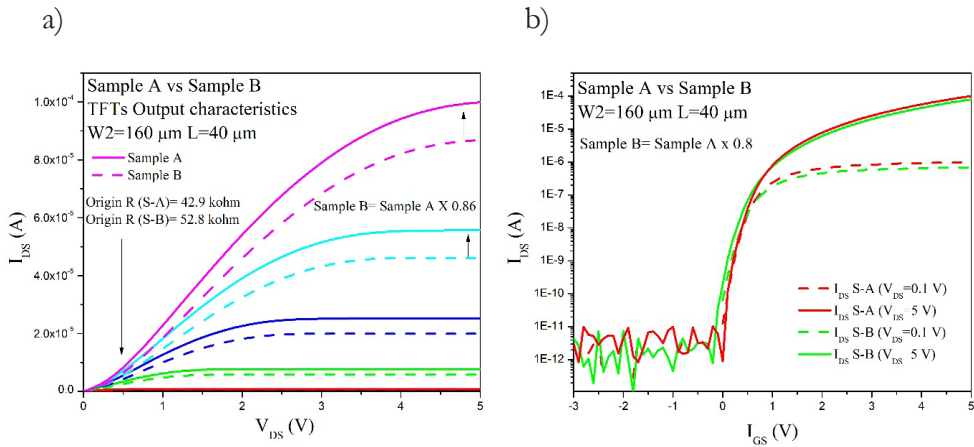 a)
b)
Sample A vs Sample B
TFTs Output characteristics
W2=160 μm L=40 μm
Sample A
Sample B
Origin R (S-A)= 42.9 kohm
Origin R (S-B)= 52.8 kohm
Sample B= Sample A X 0.86
1.0x10-4
8.0x10-5
6.0x10-5
4.0x10-5
2.0x10-5
0.0
IDS (A)
0 1 2 3 4 5
VDS (V)
Sample A vs Sample B
W2=160 μm L=40 μm
Sample B= Sample A x 0.8
1E-4
1E-5
1E-6
1E-7
1E-8
1E-9
1E-10
1E-11
1E-12
IDS (A)
IDS S-A (VDS=0.1 V)
IDS S-A (VDS 5 V)
IDS S-B (VDS=0.1 V)
IDS S-B (VDS 5 V)
-3 -2 -1 0 1 2 3 4 5
IGS (V)